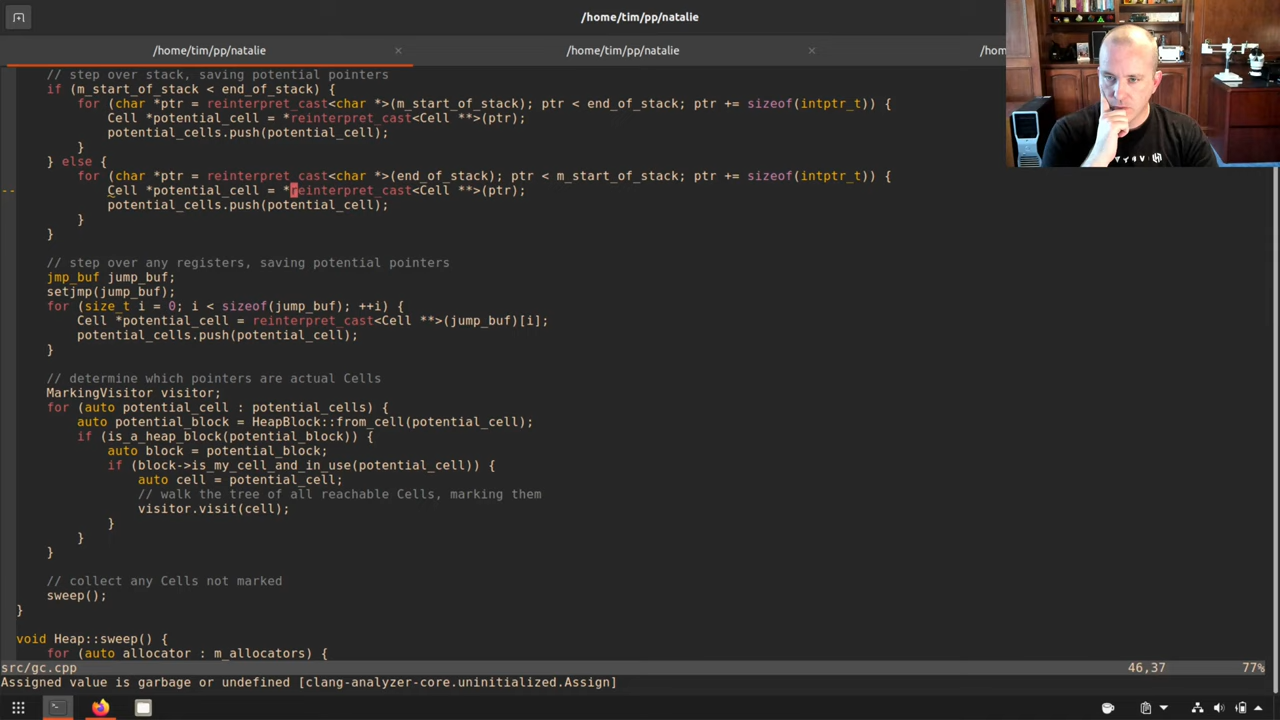 /home/tim/pp/natalie
/home/tim/pp/natalie
/home/tim/pp/natalie
/hom
// step over stack, saving potential pointers
if (m_start_of_stack < end_of_stack) {
for (char *ptr = reinterpret_cast<char *>(m_start_of_stack); ptr < end_of_stack; ptr += sizeof(intptr_t)) {
Cell *potential_cell = *reinterpret_cast<Cell **>(ptr);
potential_cells.push(potential_cell);
}
} else {
for (char *ptr = reinterpret_cast<char *>(end_of_stack); ptr < m_start_of_stack; ptr += sizeof(intptr_t)) {
-- Cell *potential_cell = *reinterpret_cast<Cell **>(ptr);
potential_cells.push(potential_cell);
}
}
// step over any registers, saving potential pointers
jmp_buf jump_buf;
setjmp(jump_buf);
for (size_t i = 0; i < sizeof(jump_buf); ++i) {
Cell *potential_cell = reinterpret_cast<Cell **>(jump_buf)[i];
potential_cells.push(potential_cell);
}
// determine which pointers are actual Cells
MarkingVisitor visitor;
for (auto potential_cell : potential_cells) {
auto potential_block = HeapBlock::from_cell(potential_cell);
if (is_a_heap_block(potential_block)) {
auto block = potential_block;
if (block->is_my_cell_and_in_use(potential_cell)) {
auto cell = potential_cell;
// walk the tree of all reachable Cells, marking them
visitor.visit(cell);
}
}
}
// collect any Cells not marked
sweep();
}
void Heap::sweep() {
for (auto allocator : m_allocators) {
src/gc.cpp 46,37 77%
Assigned value is garbage or undefined [clang-analyzer-core.uninitialized.Assign]